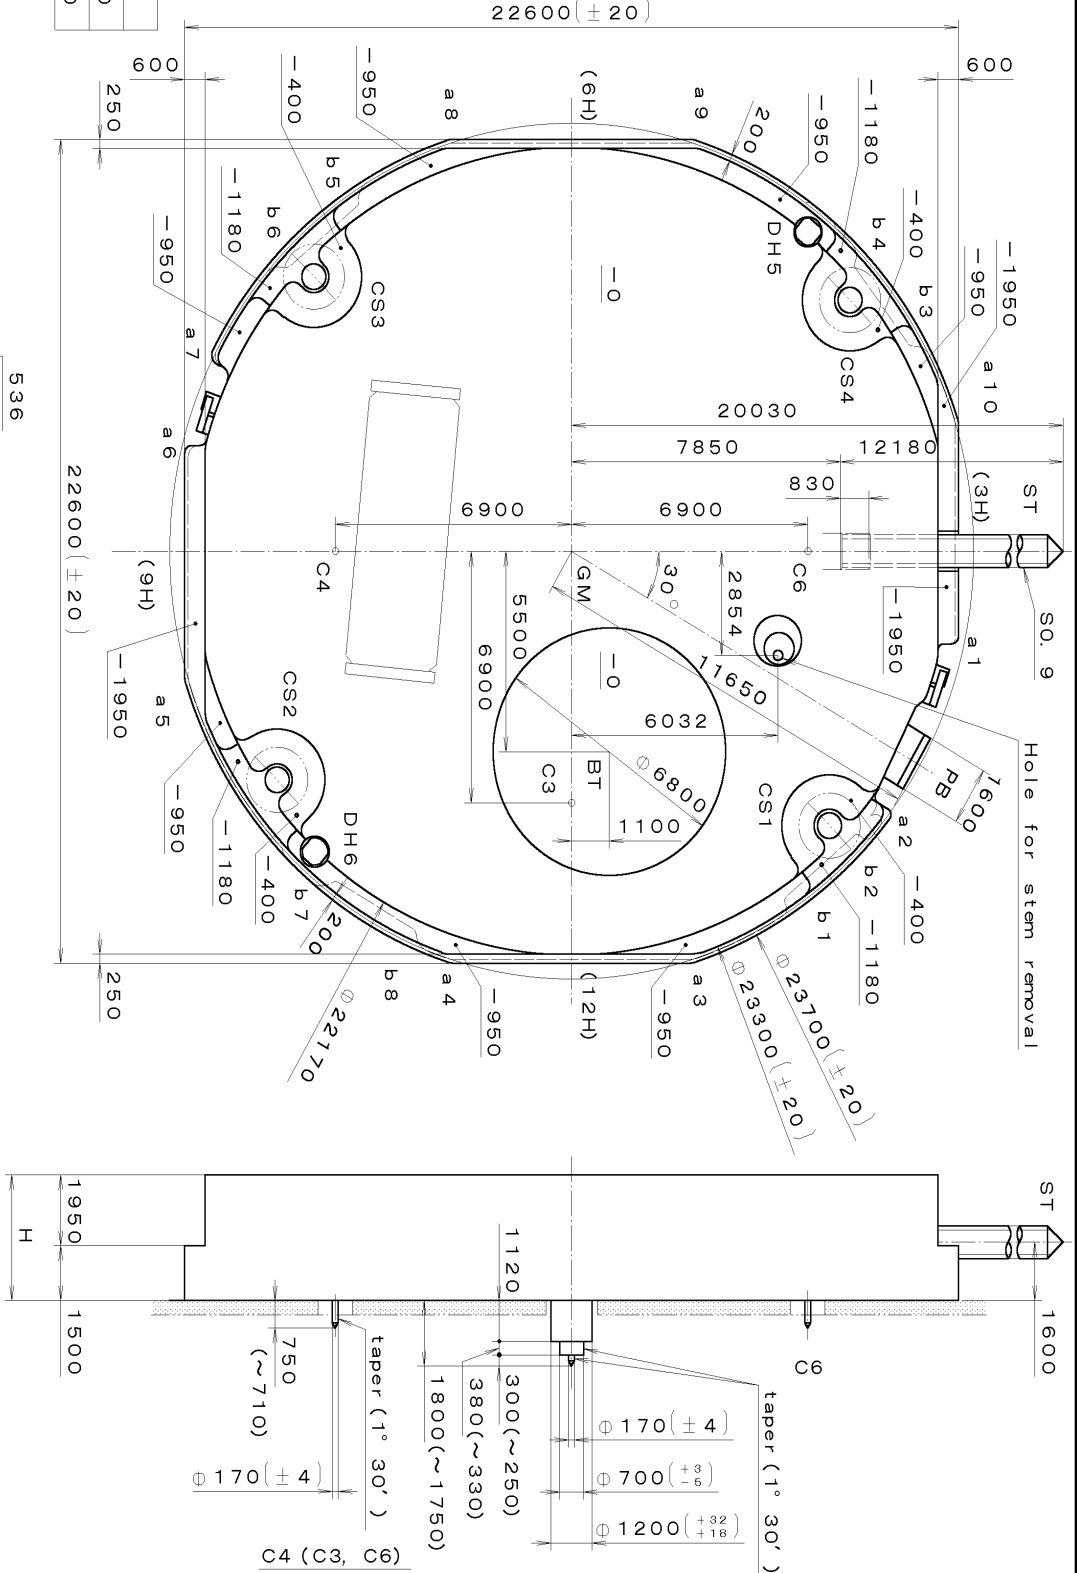 22600(±20)
600
600
250
-400
-950
a8
(6H)
a9
200
-950
-1180
b4
-400
-950
-1950
b5
b6
-1180
-950
CS3
DH5
-0
b3
CS4
a10
a7
20030
7850
12180
830
6900
6900
(3H)
ST
a6
536
22600(±20)
(9H)
C4
GM
30°
C6
2854
-1950
S0. 9
a1
5500
6900
-0
11650
6032
-1950
a5
CS2
BT
C3
φ6800
1100
CS1
PB
1600
Hole for stem removal
a2
-950
-1180
-400
DH6
b7
200
b2
b1
-400
-1180
250
b8
a4
-950
(12H)
-950
a3
φ22170
φ23300(±20)
φ23700(±20)
ST
1950
H
1500
1120
1600
750
(~710)
taper (1° 30′ )
1800(~1750)
380(~330)
300(~250)
C6
taper (1° 30′ )
φ170(±4)
φ170(±4)
φ700(+3 -5)
φ1200(+32 +18)
C4 (C3, C6)